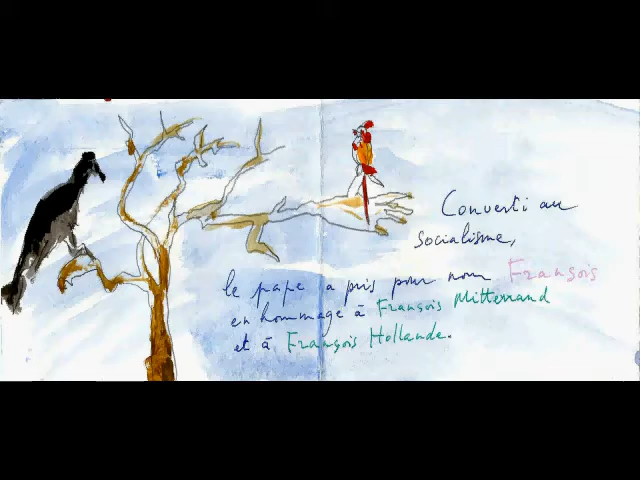 Converti au
socialisme,
le pape a pris pour nom François
en hommage à François Mitterrand
et à François Hollande.